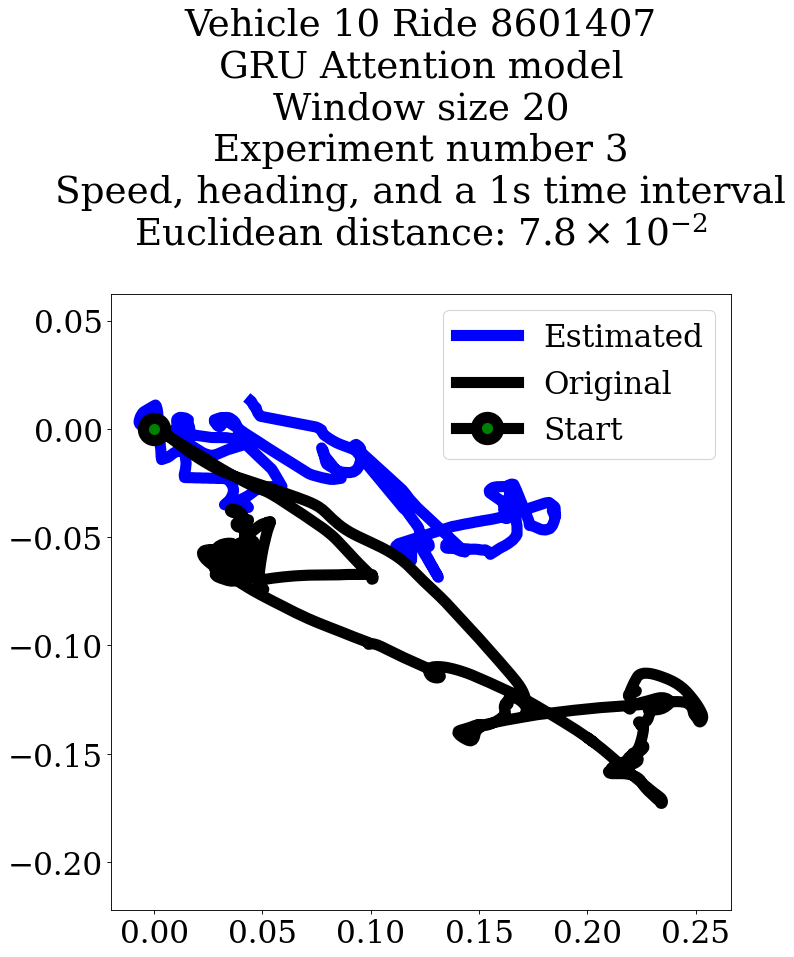 Vehicle 10 Ride 8601407
GRU Attention model
Window size 20
Experiment number 3
Speed, heading, and a 1s time interval
Euclidean distance: 7.8 × 10⁻²
Estimated
Original
Start
0.05
0.00
−0.05
−0.10
−0.15
−0.20
0.00 0.05 0.10 0.15 0.20 0.25